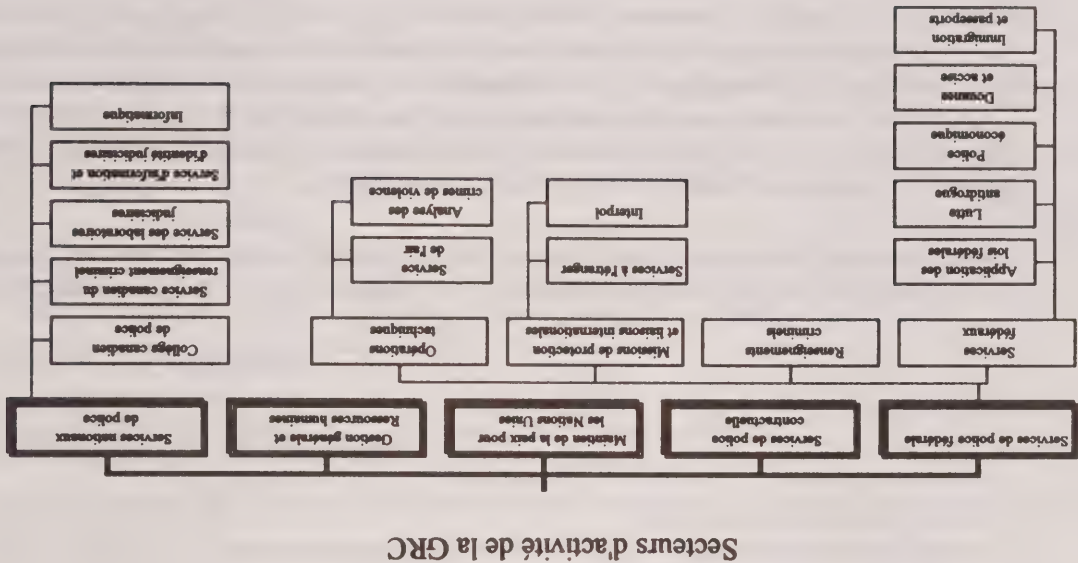 Secteurs d'activité de la GRC
Services de police fédérale
Services de police
contractuelle
Maintien de la paix pour
les Nations Unies
Gestion générale et
Ressources humaines
Services nationaux
de police
Services
fédéraux
Renseignements
criminels
Missions de protection
et liaisons internationales
Opérations
techniques
Application des
lois fédérales
Lutte
antidrogue
Police
économique
Douanes
et accise
Immigration
et passeports
Services à l'étranger
Interpol
Service
de l'air
Analyse des
crimes de violence
Collège canadien
de police
Service canadien du
renseignement criminel
Service des laboratoires
judiciaires
Service d'information et
d'identité judiciaires
Informatique